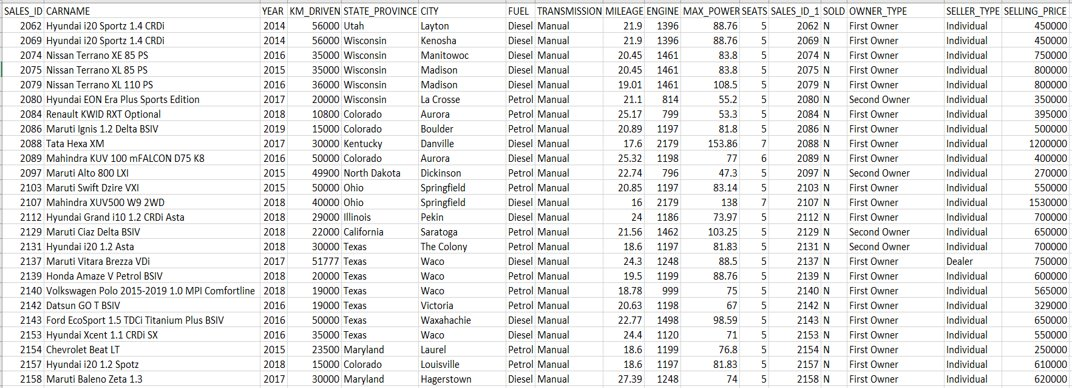 SALES_ID CARNAME YEAR KM_DRIVEN STATE_PROVINCE CITY FUEL TRANSMISSION MILEAGE ENGINE MAX_POWER SEATS SALES_ID_1 SOLD OWNER_TYPE SELLER_TYPE SELLING_PRICE
2062 Hyundai i20 Sportz 1.4 CRDi 2014 56000 Utah Layton Diesel Manual 21.9 1396 88.76 5 2062 N First Owner Individual 450000
2069 Hyundai i20 Sportz 1.4 CRDi 2014 56000 Wisconsin Kenosha Diesel Manual 21.9 1396 88.76 5 2069 N First Owner Individual 450000
2074 Nissan Terrano XE 85 PS 2016 35000 Wisconsin Manitowoc Diesel Manual 20.45 1461 83.8 5 2074 N First Owner Individual 750000
2075 Nissan Terrano XL 85 PS 2015 35000 Wisconsin Madison Diesel Manual 20.45 1461 83.8 5 2075 N First Owner Individual 800000
2079 Nissan Terrano XL 110 PS 2016 36000 Wisconsin Madison Diesel Manual 19.01 1461 108.5 5 2079 N First Owner Individual 800000
2080 Hyundai EON Era Plus Sports Edition 2017 20000 Wisconsin La Crosse Petrol Manual 21.1 814 55.2 5 2080 N Second Owner Individual 350000
2084 Renault KWID RXT Optional 2018 10800 Colorado Aurora Petrol Manual 25.17 799 53.3 5 2084 N First Owner Individual 395000
2086 Maruti Ignis 1.2 Delta BSIV 2019 15000 Colorado Boulder Petrol Manual 20.89 1197 81.8 5 2086 N First Owner Individual 500000
2088 Tata Hexa XM 2017 30000 Kentucky Danville Diesel Manual 17.6 2179 153.86 7 2088 N First Owner Individual 1200000
2089 Mahindra KUV 100 mFALCON D75 K8 2016 50000 Colorado Aurora Diesel Manual 25.32 1198 77 6 2089 N First Owner Individual 400000
2097 Maruti Alto 800 LXI 2015 49900 North Dakota Dickinson Petrol Manual 22.74 796 47.3 5 2097 N Second Owner Individual 270000
2103 Maruti Swift Dzire VXI 2015 50000 Ohio Springfield Petrol Manual 20.85 1197 83.14 5 2103 N First Owner Individual 550000
2107 Mahindra XUV500 W9 2WD 2018 40000 Ohio Springfield Diesel Manual 16 2179 138 7 2107 N First Owner Individual 1530000
2112 Hyundai Grand i10 1.2 CRDi Asta 2018 29000 Illinois Pekin Diesel Manual 24 1186 73.97 5 2112 N First Owner Individual 700000
2129 Maruti Ciaz Delta BSIV 2018 22000 California Saratoga Petrol Manual 21.56 1462 103.25 5 2129 N Second Owner Individual 650000
2131 Hyundai i20 1.2 Asta 2018 30000 Texas The Colony Petrol Manual 18.6 1197 81.83 5 2131 N Second Owner Individual 700000
2137 Maruti Vitara Brezza VDi 2017 51777 Texas Waco Diesel Manual 24.3 1248 88.5 5 2137 N First Owner Dealer 750000
2139 Honda Amaze V Petrol BSIV 2018 20000 Texas Waco Petrol Manual 19.5 1199 88.76 5 2139 N First Owner Individual 600000
2140 Volkswagen Polo 2015-2019 1.0 MPI Comfortline 2018 19000 Texas Waco Petrol Manual 18.78 999 75 5 2140 N First Owner Individual 565000
2142 Datsun GO T BSIV 2016 19000 Texas Victoria Petrol Manual 20.63 1198 67 5 2142 N First Owner Individual 329000
2143 Ford EcoSport 1.5 TDCi Titanium Plus BSIV 2016 50000 Texas Waxahachie Diesel Manual 22.77 1498 98.59 5 2143 N First Owner Individual 650000
2153 Hyundai Xcent 1.1 CRDi SX 2016 35000 Texas Waco Diesel Manual 24.4 1120 71 5 2153 N First Owner Individual 550000
2154 Chevrolet Beat LT 2015 23500 Maryland Laurel Petrol Manual 18.6 1199 76.8 5 2154 N First Owner Individual 250000
2157 Hyundai i20 1.2 Spotz 2018 15000 Colorado Louisville Petrol Manual 18.6 1197 81.83 5 2157 N First Owner Individual 610000
2158 Maruti Baleno Zeta 1.3 2017 30000 Maryland Hagerstown Diesel Manual 27.39 1248 74 5 2158 N First Owner Individual 620000